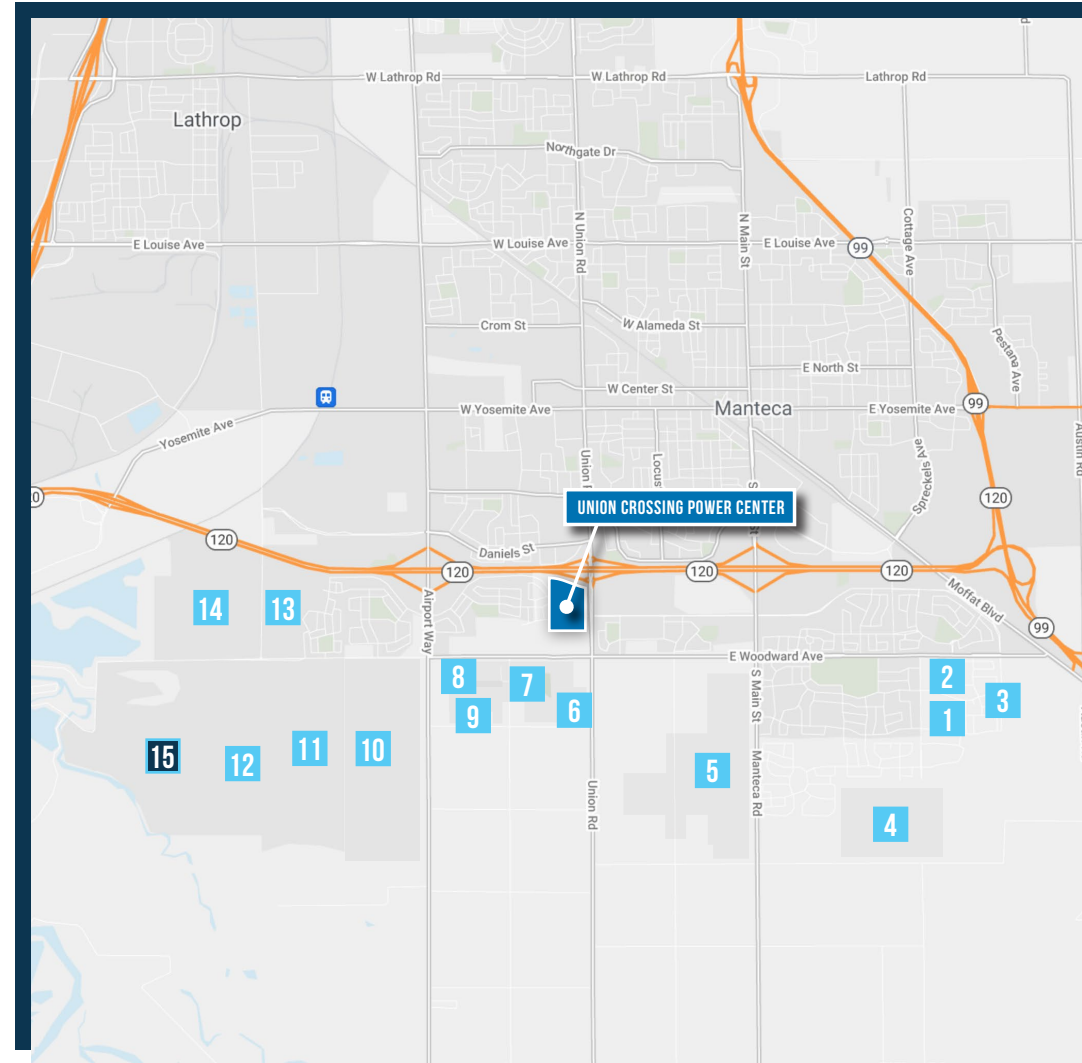 W Lathrop Rd
W Lathrop Rd
Lathrop Rd
Lathrop
Northgate Dr
N Union Rd
N Main St
Cottage Ave
E Louise Ave
W Louise Ave
E Louise Ave
99
Crom St
W Alameda St
Pestana Ave
E North St
W Center St
W Yosemite Ave
Manteca
E Yosemite Ave
99
Yosemite Ave
Austin Rd
Union
Locus
Spreckels Ave
120
UNION CROSSING POWER CENTER
120
Daniels St
120
120
120
Moffat Blvd
99
Airport Way
14
13
E Woodward Ave
8
7
6
9
2
3
1
S Main St
15
12
11
10
5
Manteca Rd
Union Rd
4